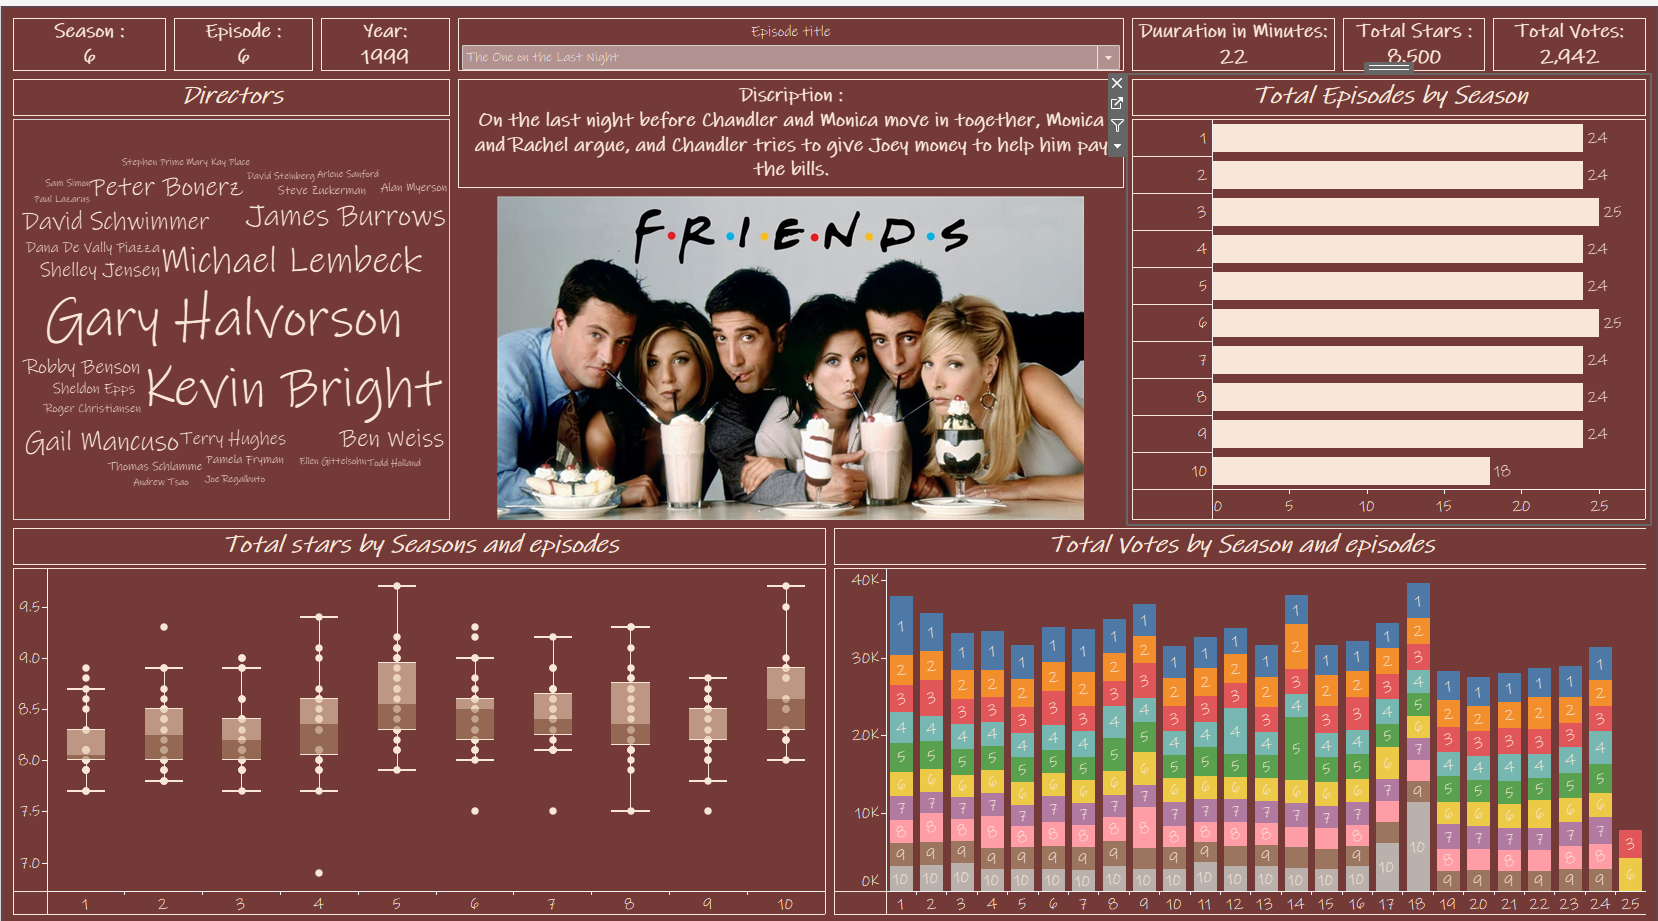 Season :
6
Episode :
6
Year:
1999
Episode title
The One on the Last Night
Duuration in Minutes:
22
Total Stars :
8.500
Total Votes:
2,942
Directors
Stephen Prime Mary Kay Place
Sam Simon Peter Bonerz David Steinberg Arlene Sanford
Steve Zuckerman Alan Myerson
Paul Lazarus
David Schwimmer James Burrows
Dana De Vally Piazza
Shelley Jensen Michael Lembeck
Gary Halvorson
Robby Benson
Sheldon Epps Kevin Bright
Roger Christiansen
Gail Mancuso Terry Hughes Ben Weiss
Thomas Schlamme Pamela Fryman Ellen Gittelsohn Todd Holland
Andrew Tsao Joe Regalbuto
Discription :
On the last night before Chandler and Monica move in together, Monica
and Rachel argue, and Chandler tries to give Joey money to help him pay
the bills.
F•R•I•E•N•D•S
Total Episodes by Season
1 24
2 24
3 25
4 24
5 24
6 25
7 24
8 24
9 24
10 18
0 5 10 15 20 25
Total stars by Seasons and episodes
9.5
9.0
8.5
8.0
7.5
7.0
1 2 3 4 5 6 7 8 9 10
Total Votes by Season and episodes
40K
30K
20K
10K
0K
1 2 3 4 5 6 7 8 9 10 11 12 13 14 15 16 17 18 19 20 21 22 23 24 25